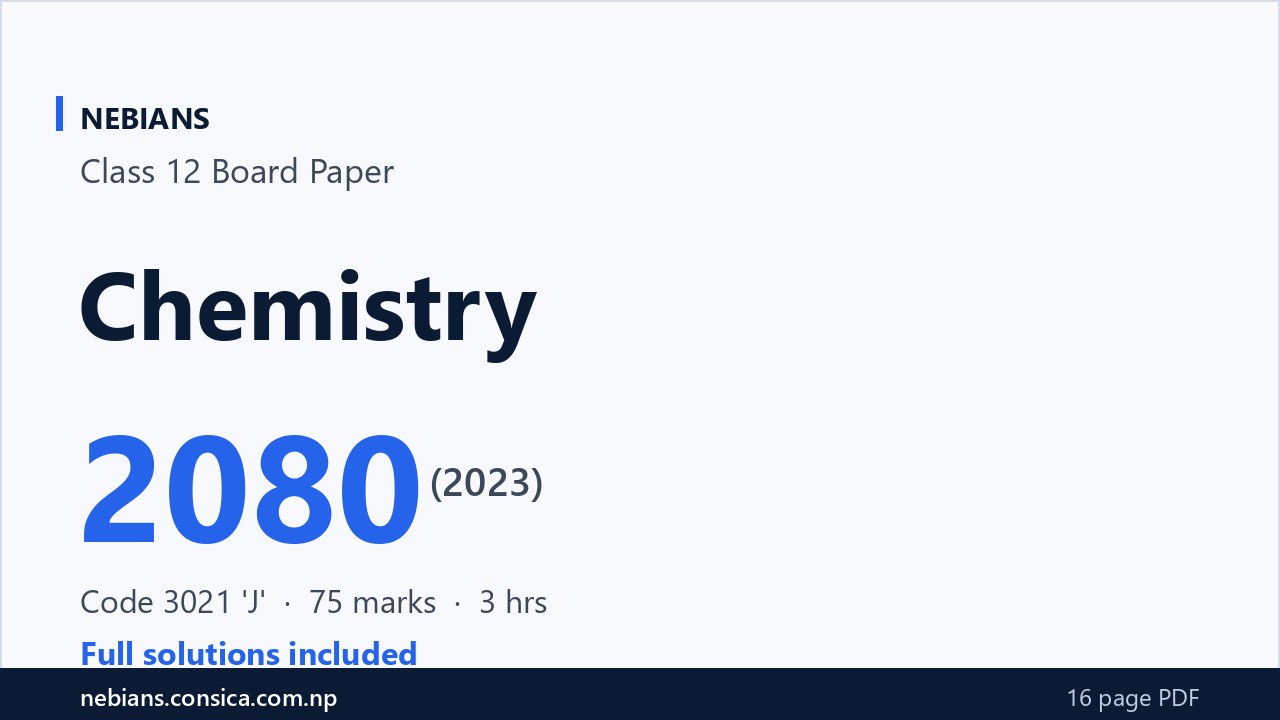 NEBIANS
Class 12 Board Paper
Chemistry
2080 (2023)
Code 3021 'J' · 75 marks · 3 hrs
Full solutions included
nebians.consica.com.np
16 page PDF